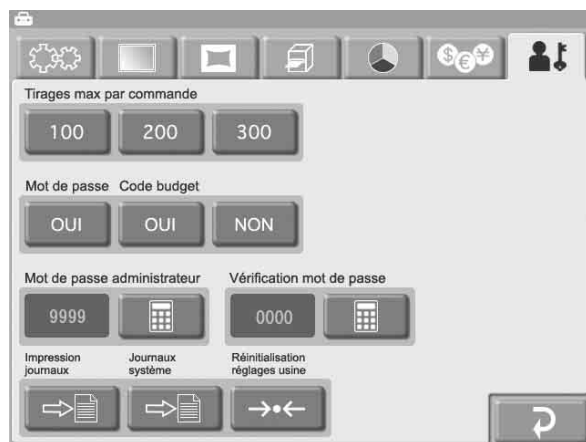 $ € ¥
Tirages max par commande
100 200 300
Mot de passe Code budget
OUI OUI NON
Mot de passe administrateur Vérification mot de passe
9999 0000
Impression journaux Journaux système Réinitialisation réglages usine